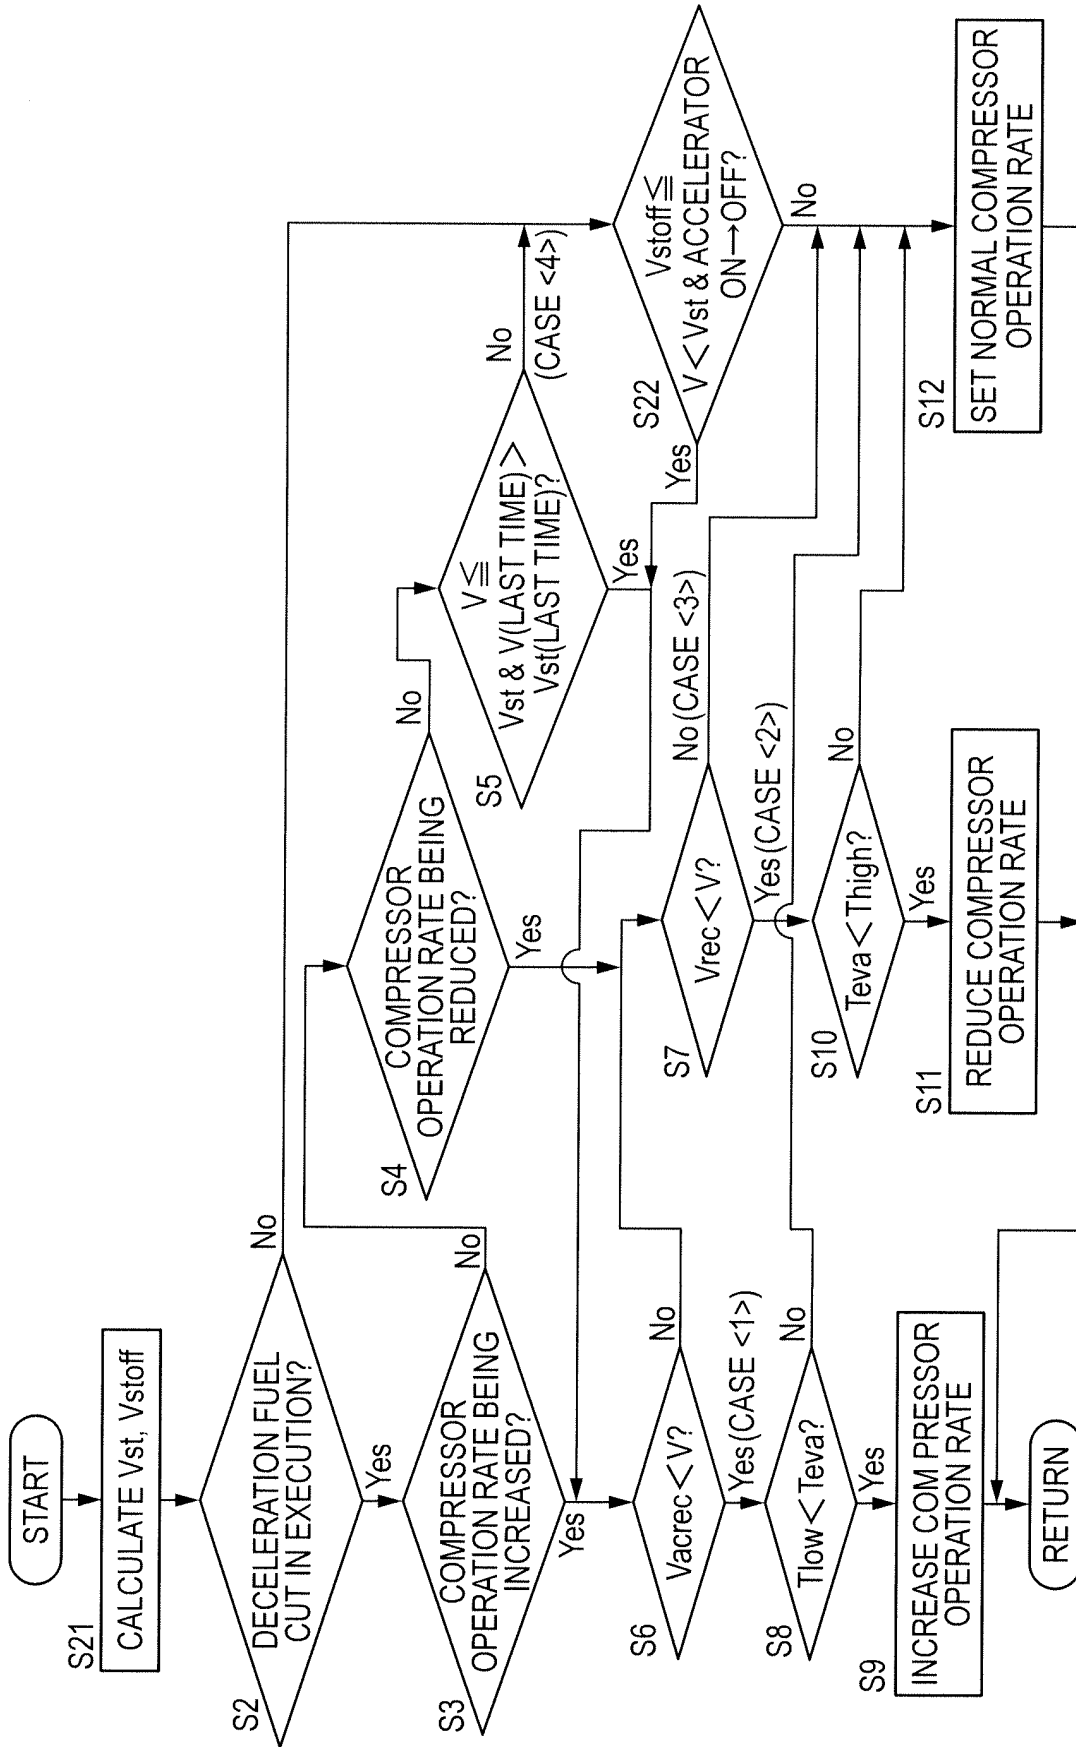 START
S21
CALCULATE Vst, Vstoff
S2
DECELERATION FUEL
CUT IN EXECUTION?
No
Yes
S3
COMPRESSOR
OPERATION RATE BEING
INCREASED?
No
Yes
S4
COMPRESSOR
OPERATION RATE BEING
REDUCED?
No
Yes
S5
V≦
Vst & V(LAST TIME)>
Vst(LAST TIME)?
No
(CASE <4>)
Yes
S22
Vstoff≦
V<Vst & ACCELERATOR
ON→OFF?
Yes
No
S6
Vacrec<V?
No
Yes(CASE <1>)
S7
Vrec<V?
No(CASE <3>)
Yes(CASE <2>)
S8
Tlow<Teva?
No
Yes
S10
Teva<Thigh?
No
Yes
S9
INCREASE COM PRESSOR
OPERATION RATE
S11
REDUCE COMPRESSOR
OPERATION RATE
S12
SET NORMAL COMPRESSOR
OPERATION RATE
RETURN